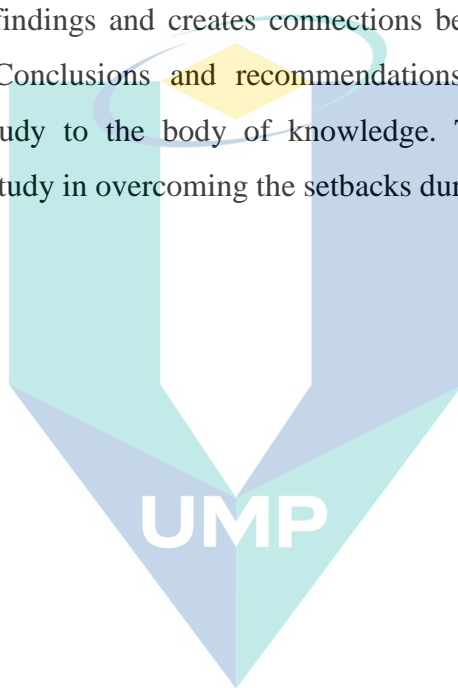 findings and creates connections be
Conclusions and recommendations
udy to the body of knowledge. T
tudy in overcoming the setbacks du
UMP